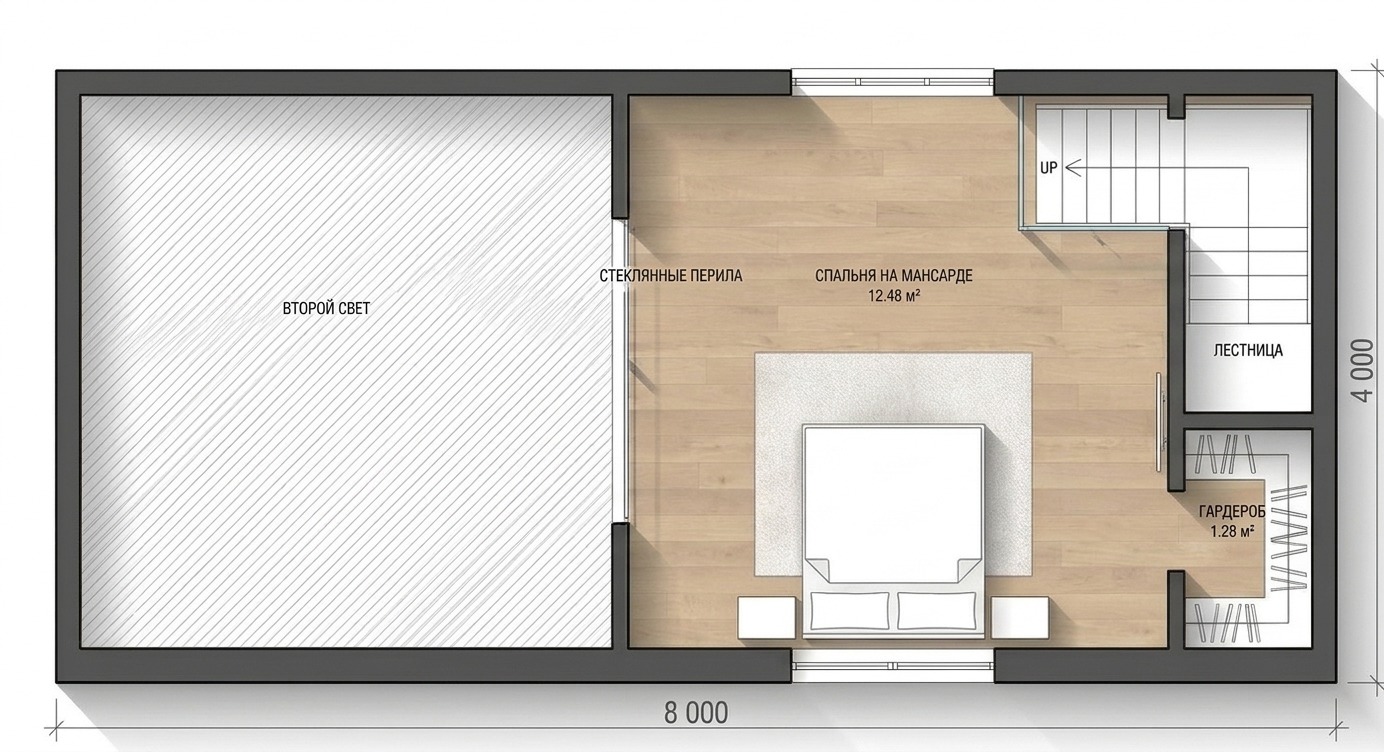 UP
СТЕКЛЯННЫЕ ПЕРИЛА
СПАЛЬНЯ НА МАНСАРДЕ
12.48 м²
ВТОРОЙ СВЕТ
ЛЕСТНИЦА
4 000
ГАРДЕРОБ
1.28 м²
8 000